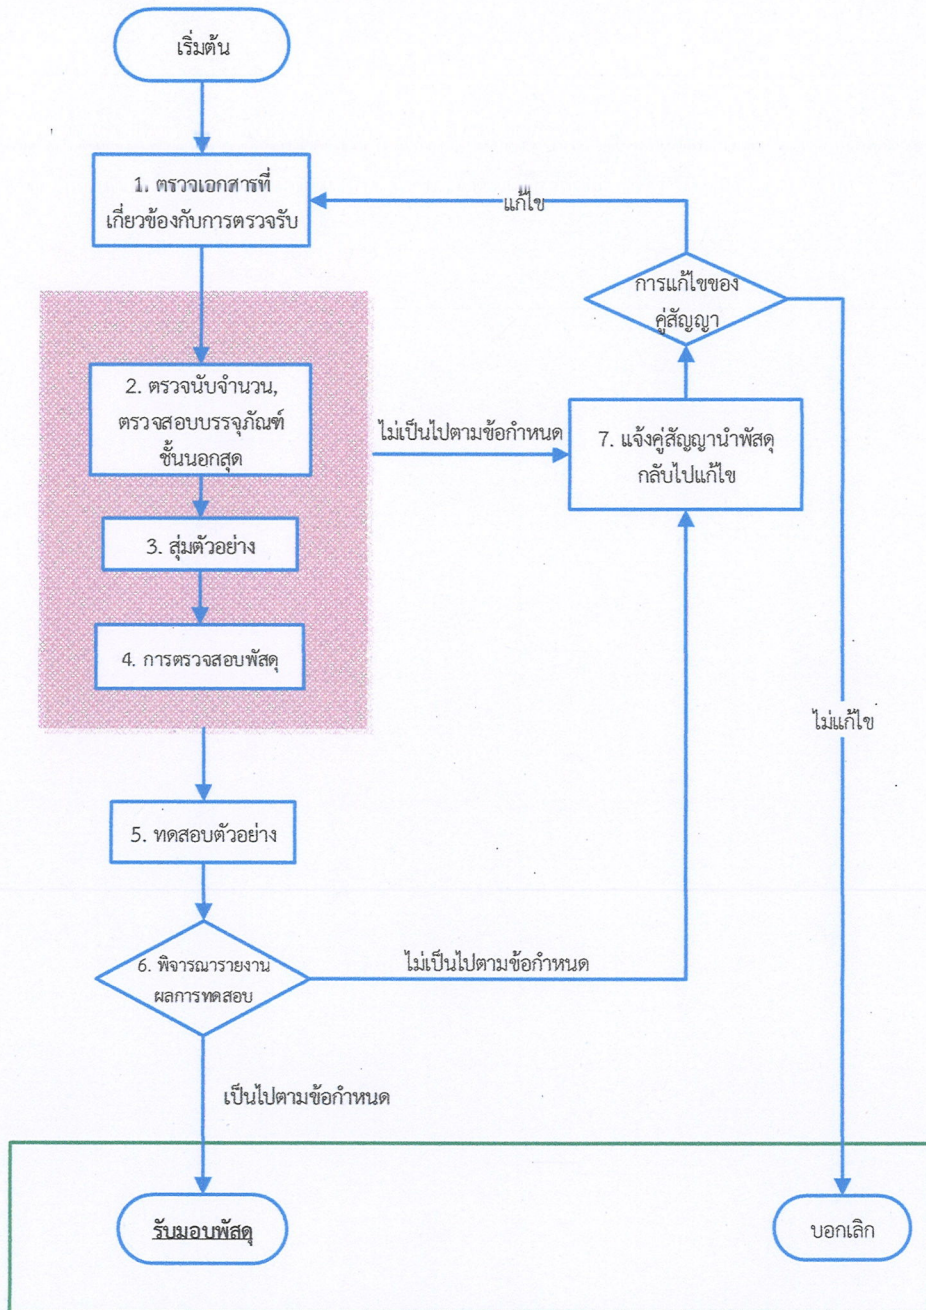 เริ่มต้น
1. ตรวจเอกสารที่
เกี่ยวข้องกับการตรวจรับ
แก้ไข
การแก้ไขของ
คู่สัญญา
2. ตรวจนับจำนวน,
ตรวจสอบบรรจุภัณฑ์
ชั้นนอกสุด
ไม่เป็นไปตามข้อกำหนด
7. แจ้งคู่สัญญานำพัสดุ
กลับไปแก้ไข
3. สุ่มตัวอย่าง
4. การตรวจสอบพัสดุ
ไม่แก้ไข
5. ทดสอบตัวอย่าง
6. พิจารณารายงาน
ผลการทดสอบ
ไม่เป็นไปตามข้อกำหนด
เป็นไปตามข้อกำหนด
รับมอบพัสดุ
บอกเลิก